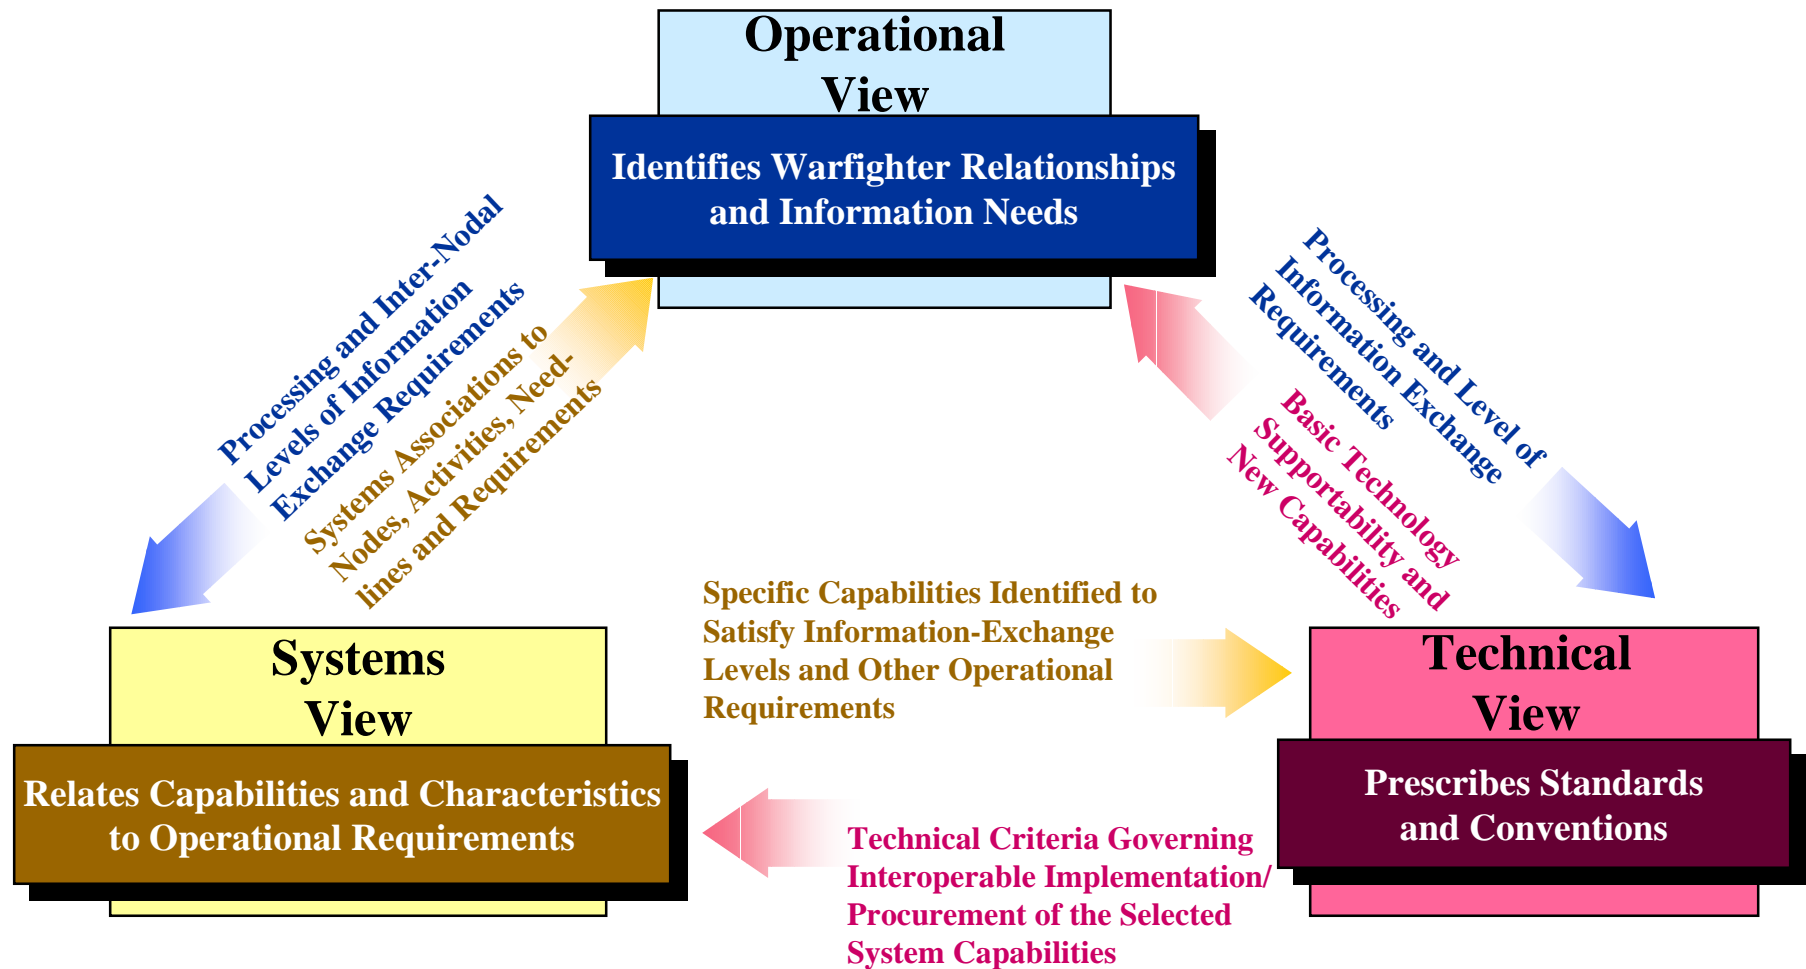 Operational
View
Identifies Warfighter Relationships
and Information Needs
Processing and Inter-Nodal
Levels of Information
Exchange Requirements
Systems Associations to
Nodes, Activities, Need-
lines and Requirements
Processing and Level of
Information Exchange
Requirements
Basic Technology
Supportability and
New Capabilities
Specific Capabilities Identified to
Satisfy Information-Exchange
Levels and Other Operational
Requirements
Systems
View
Relates Capabilities and Characteristics
to Operational Requirements
Technical
View
Prescribes Standards
and Conventions
Technical Criteria Governing
Interoperable Implementation/
Procurement of the Selected
System Capabilities